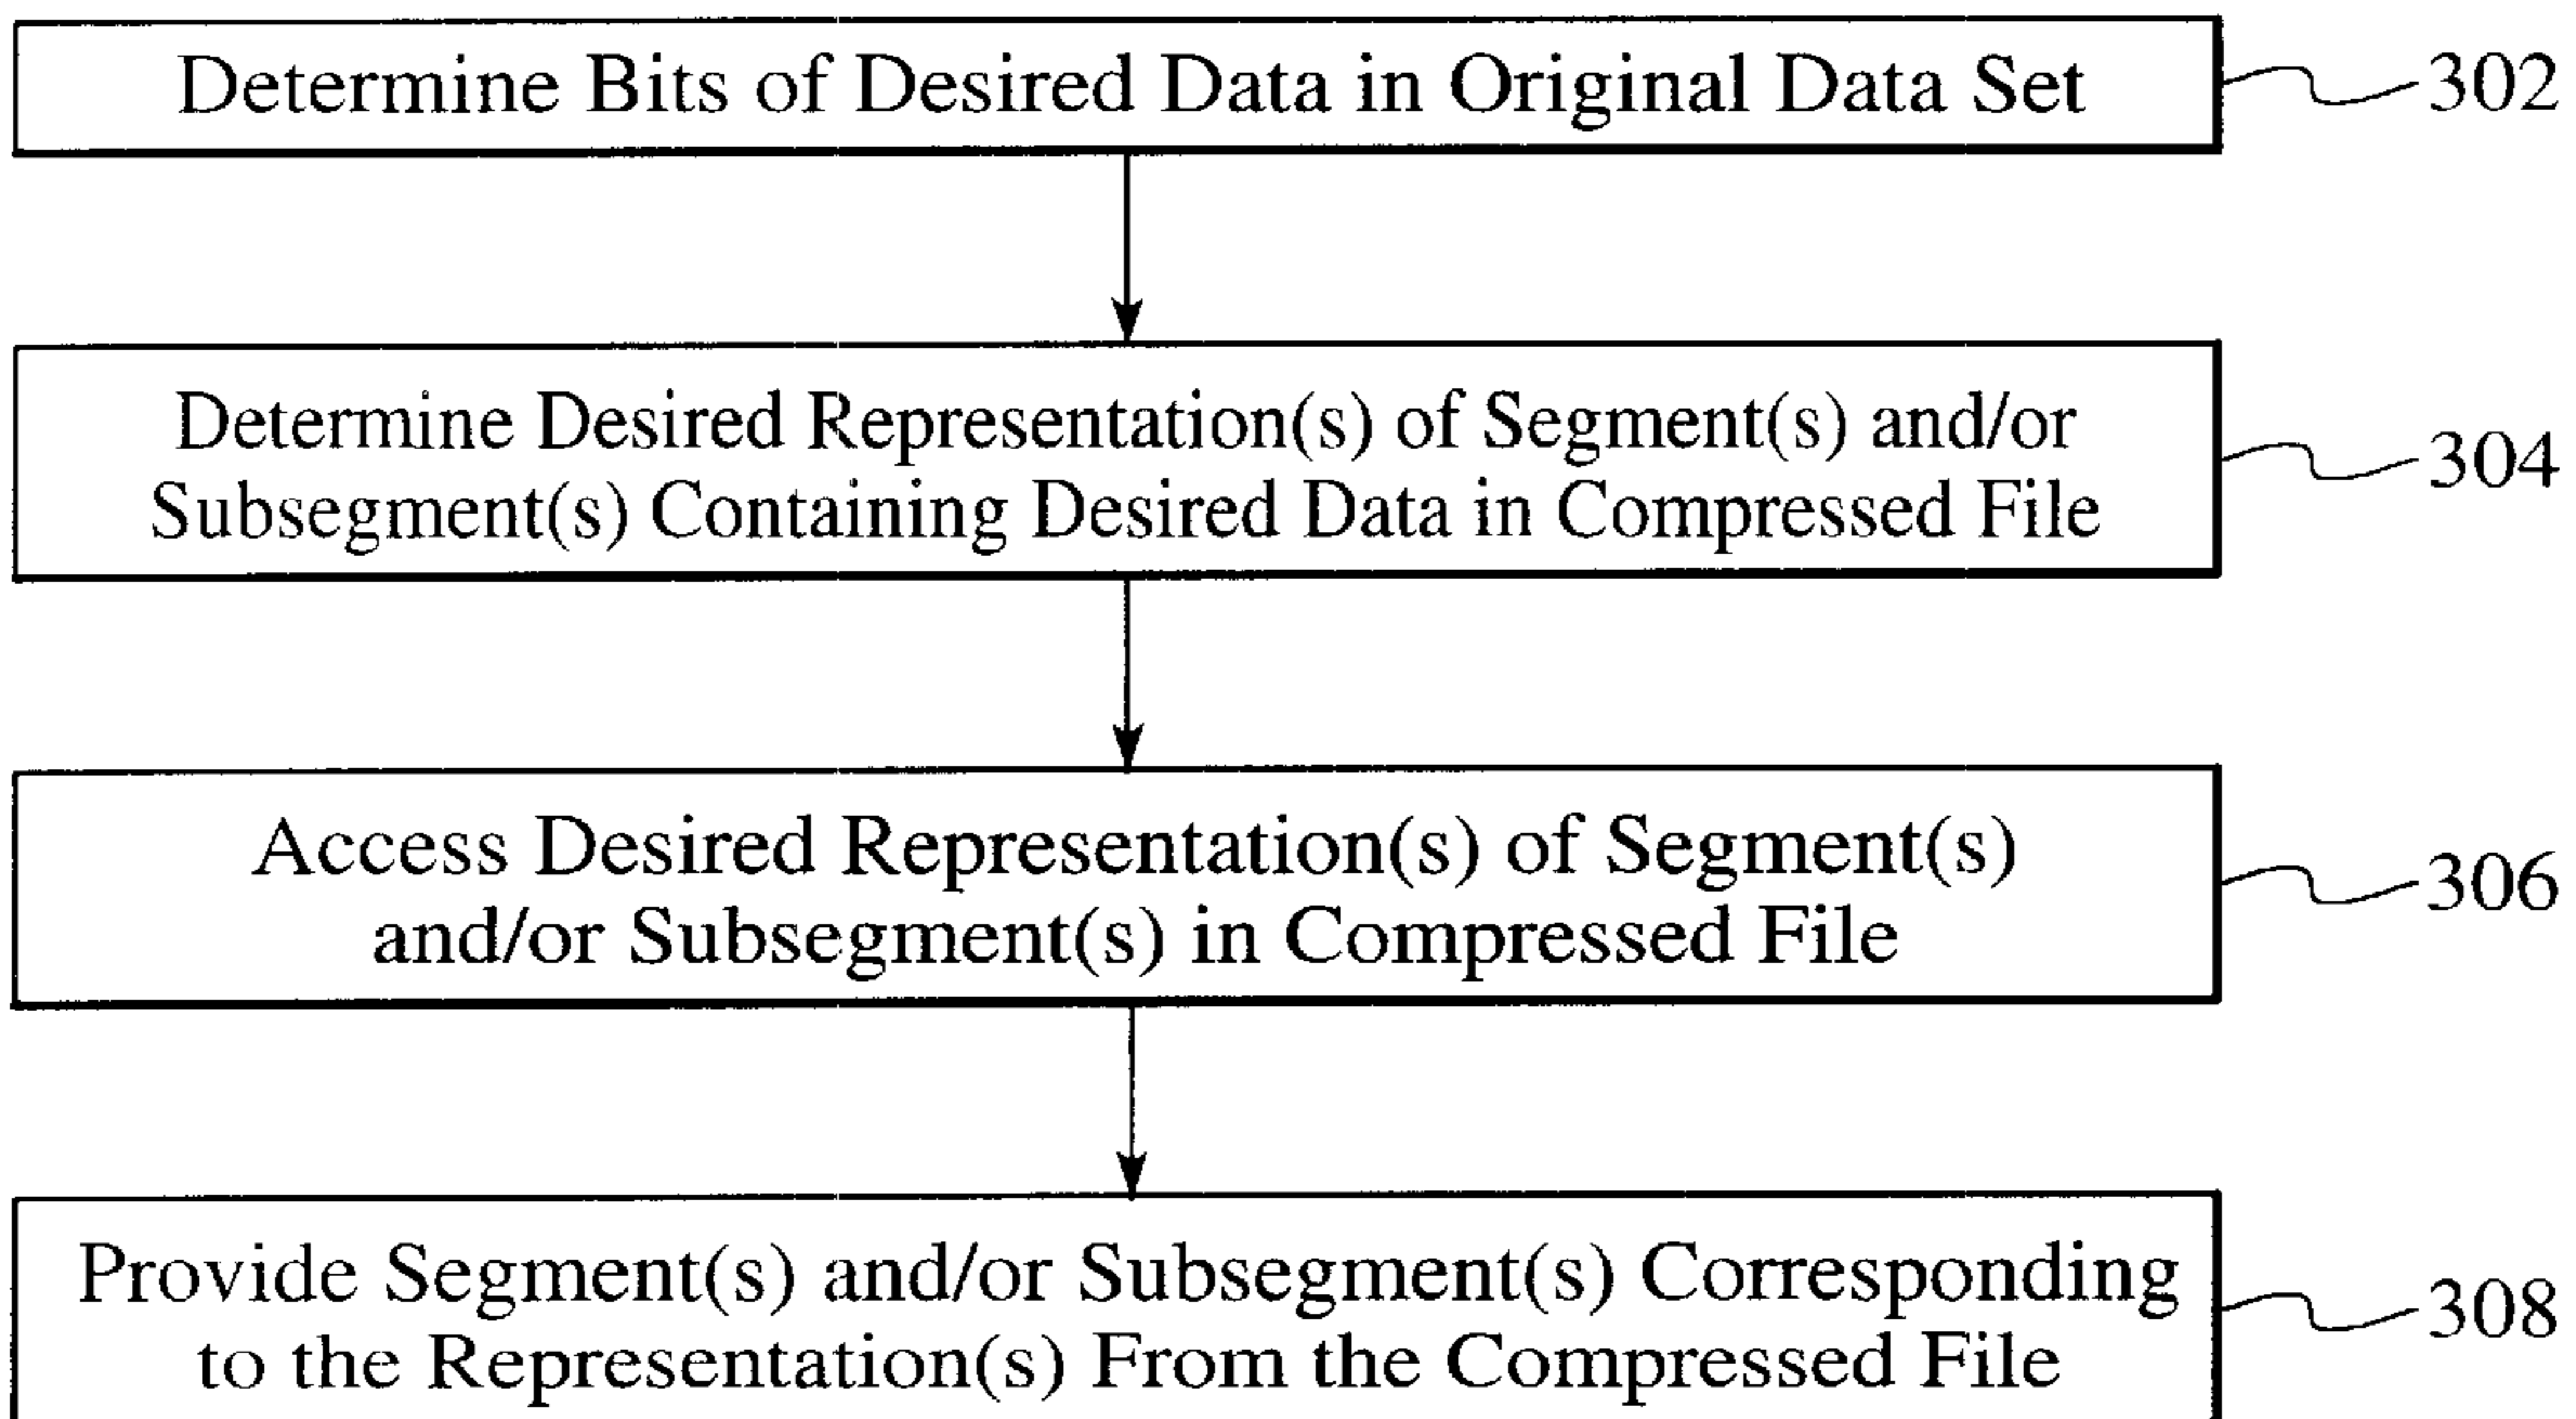 Determine Bits of Desired Data in Original Data Set
302
Determine Desired Representation(s) of Segment(s) and/or
Subsegment(s) Containing Desired Data in Compressed File
304
Access Desired Representation(s) of Segment(s)
and/or Subsegment(s) in Compressed File
306
Provide Segment(s) and/or Subsegment(s) Corresponding
to the Representation(s) From the Compressed File
308